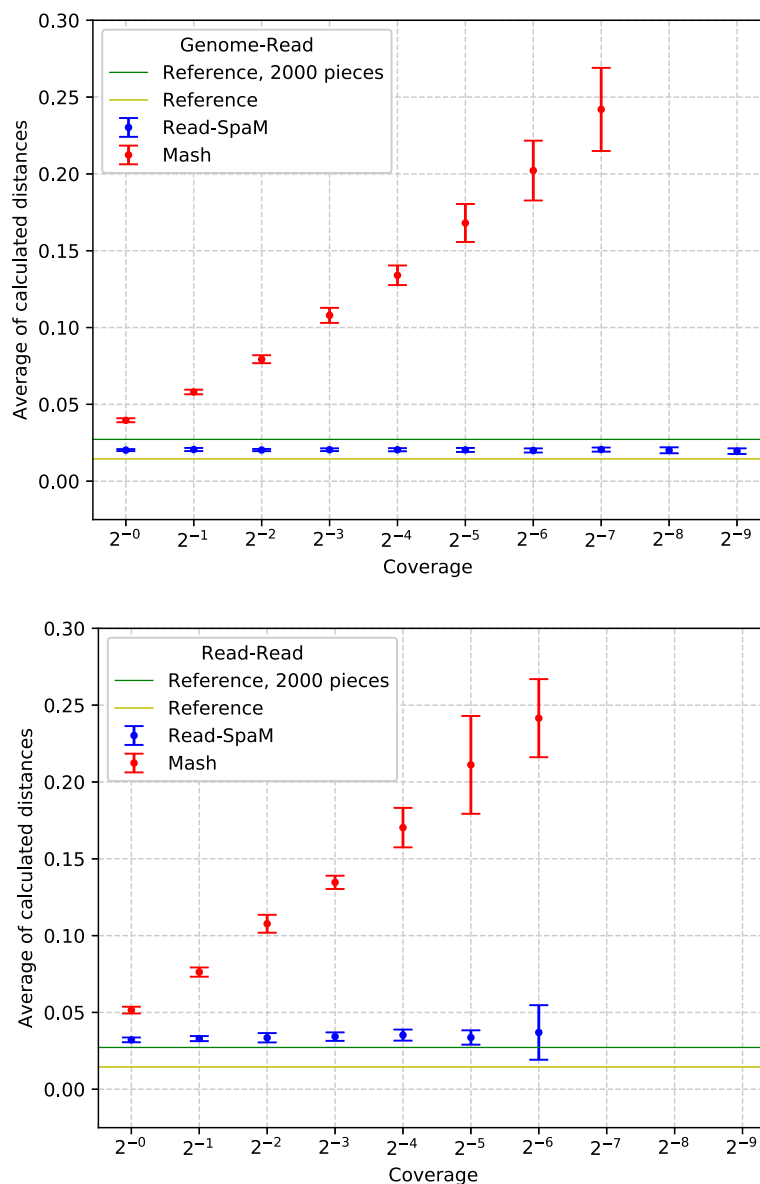 0.30
Genome-Read
Reference, 2000 pieces
Reference
Read-SpaM
Mash
0.25
0.20
0.15
0.10
0.05
0.00
Average of calculated distances
2⁻⁰ 2⁻¹ 2⁻² 2⁻³ 2⁻⁴ 2⁻⁵ 2⁻⁶ 2⁻⁷ 2⁻⁸ 2⁻⁹
Coverage
0.30
Read-Read
Reference, 2000 pieces
Reference
Read-SpaM
Mash
0.25
0.20
0.15
0.10
0.05
0.00
Average of calculated distances
2⁻⁰ 2⁻¹ 2⁻² 2⁻³ 2⁻⁴ 2⁻⁵ 2⁻⁶ 2⁻⁷ 2⁻⁸ 2⁻⁹
Coverage